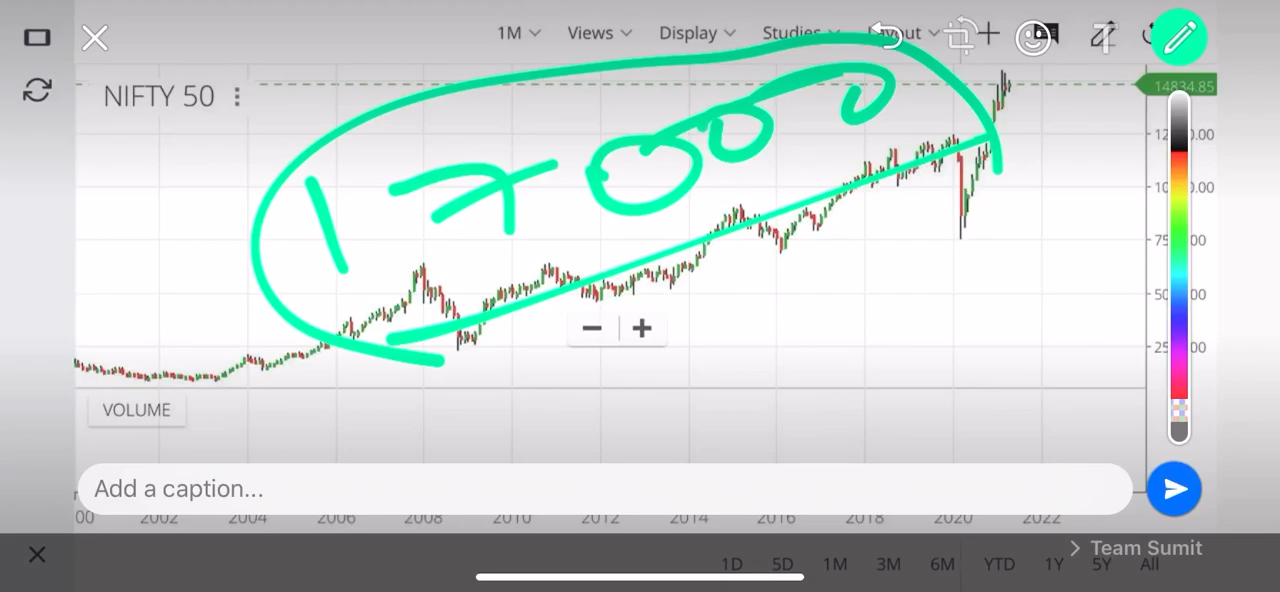 1M Views Display Studies
NIFTY 50
14834.85
17000
VOLUME
Add a caption...
00 2002 2004 2006 2008 2010 2012 2014 2016 2018 2020 2022
Team Sumit
1D 5D 1M 3M 6M YTD 1Y 5Y All